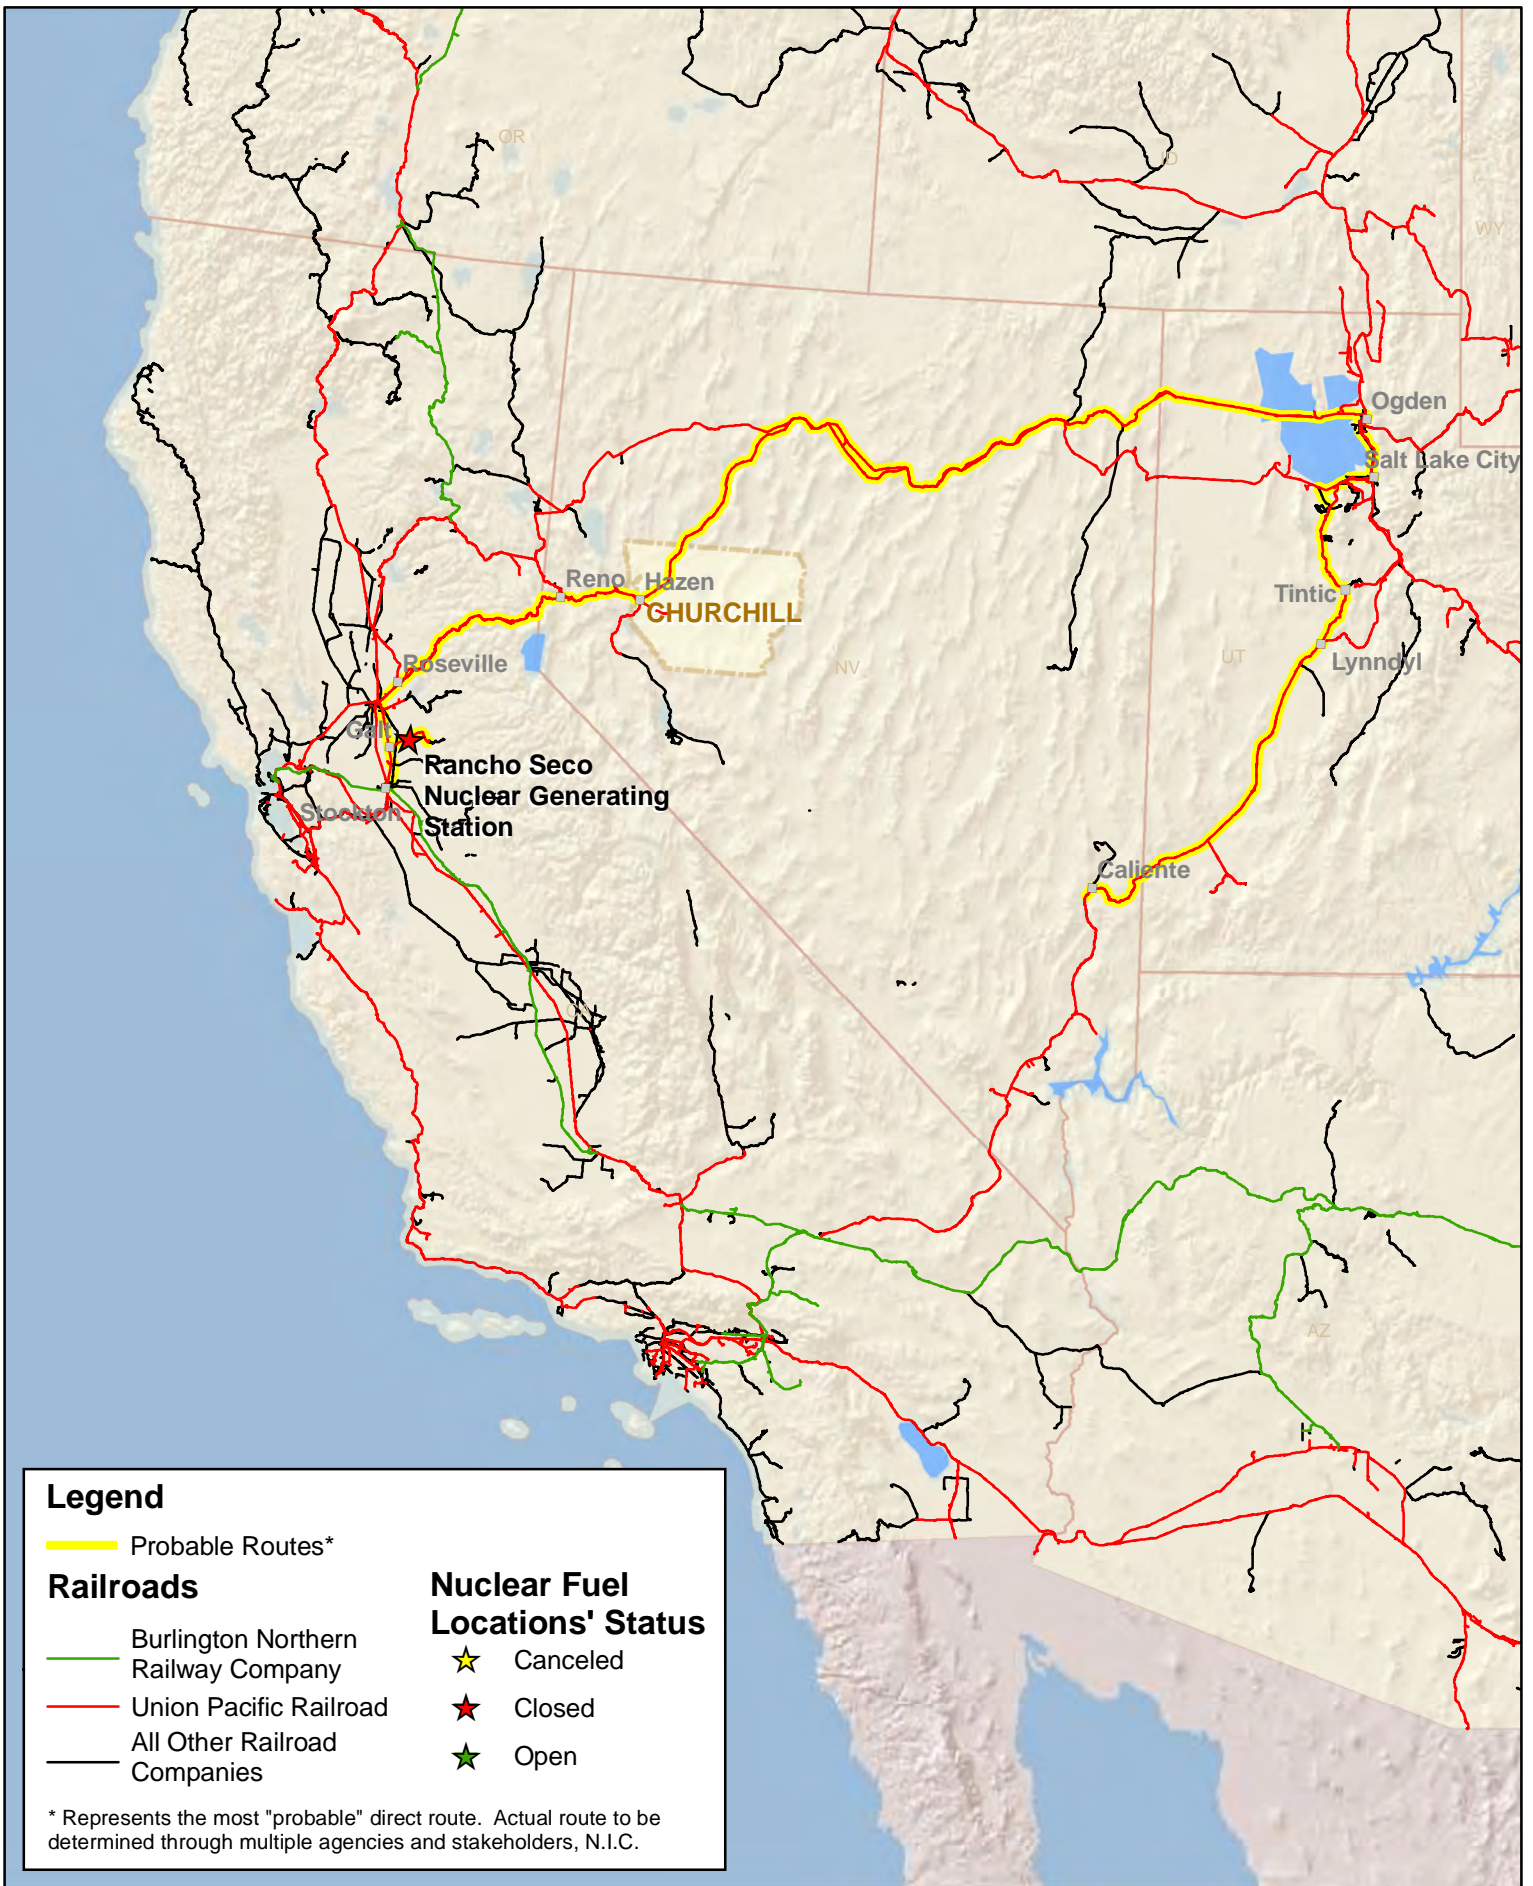 OR
ID
WY
Ogden
Salt Lake City
Reno
Hazen
CHURCHILL
Tintic
NV
UT
Lynndyl
Roseville
Galt
Rancho Seco
Nuclear Generating
Station
Stockton
Caliente
CA
AZ
Legend
Probable Routes*
Railroads
Burlington Northern
Railway Company
Union Pacific Railroad
All Other Railroad
Companies
Nuclear Fuel
Locations' Status
Canceled
Closed
Open
* Represents the most "probable" direct route. Actual route to be
determined through multiple agencies and stakeholders, N.I.C.